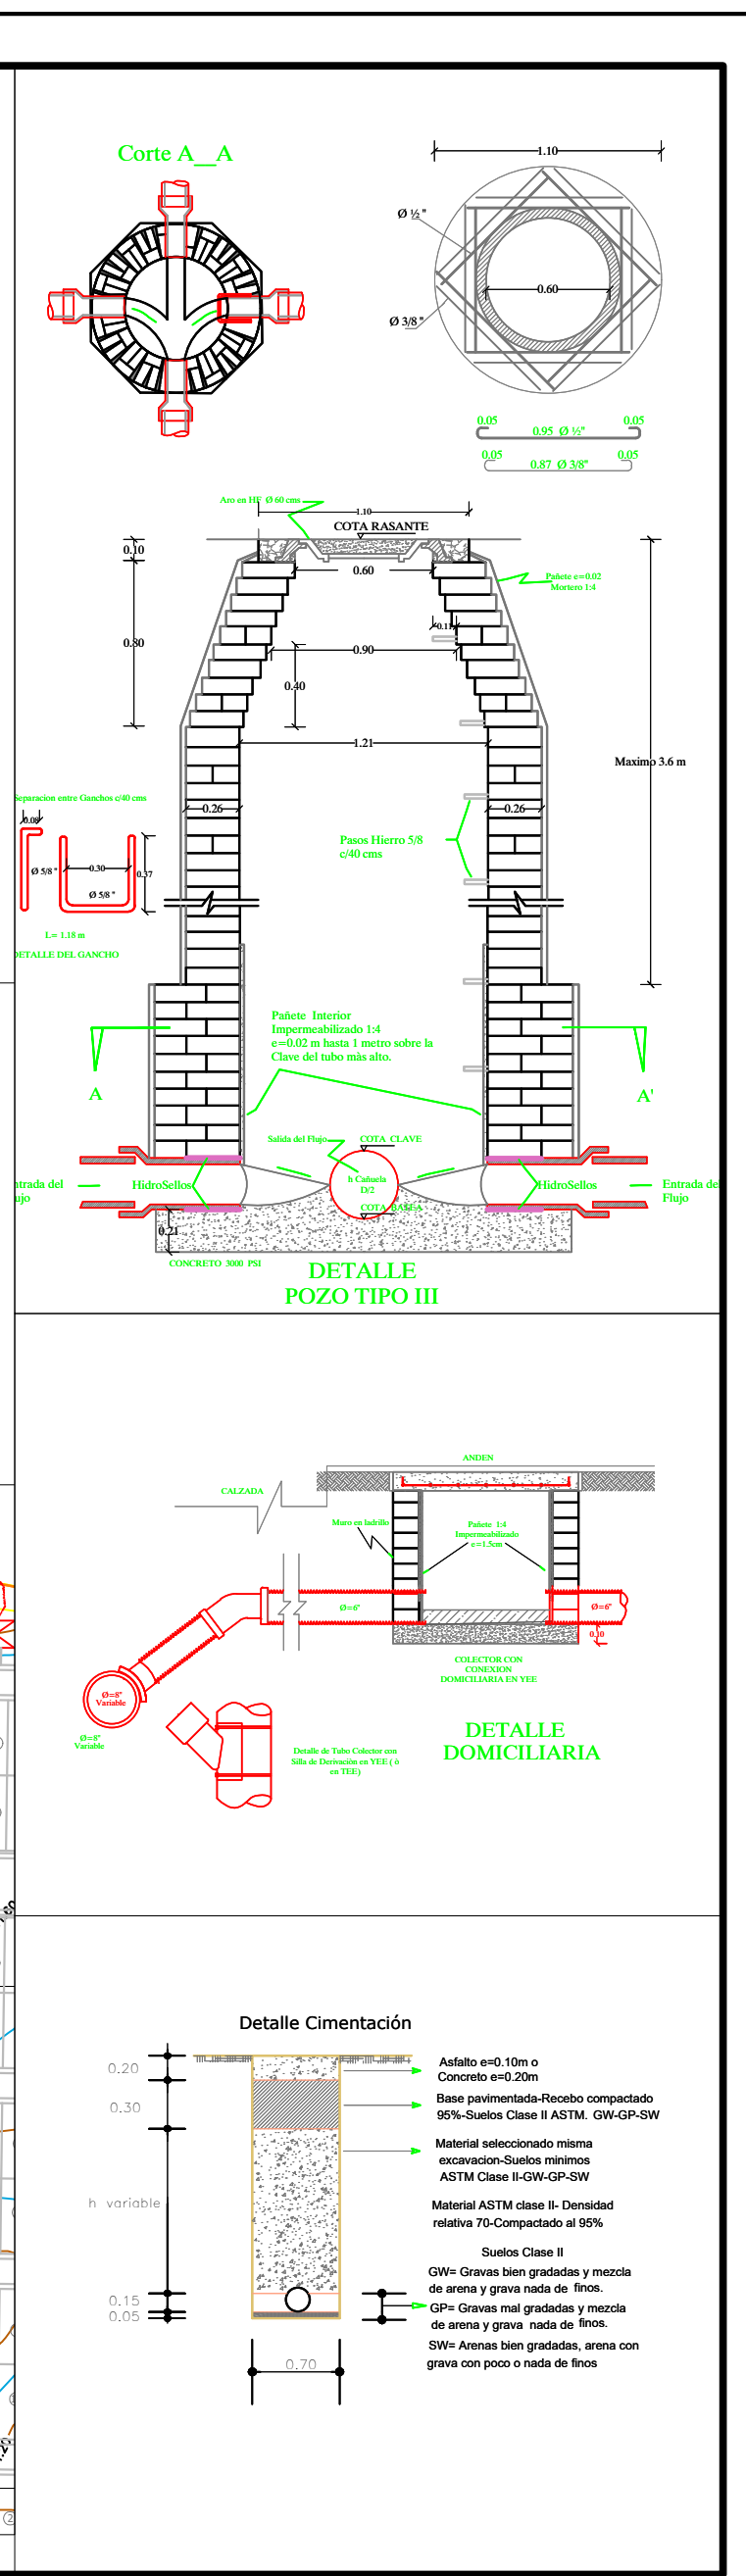 Corte A__A
1.10
Ø ½"
0.60
Ø 3/8"
0.05
0.95 Ø ½"
0.05
0.05
0.87 Ø 3/8"
0.05
Aro en HF Ø 60 cms
1.10
COTA RASANTE
0.10
0.60
Pañete e=0.02
Mortero 1:4
0.80
0.11
0.90
0.40
1.21
Maximo 3.6 m
Separacion entre Ganchos c/40 cms
0.08
0.26
0.26
Pasos Hierro 5/8
c/40 cms
Ø 5/8"
0.30
0.37
Ø 5/8"
L= 1.18 m
DETALLE DEL GANCHO
Pañete Interior
Impermeabilizado 1:4
e=0.02 m hasta 1 metro sobre la
Clave del tubo màs alto.
A
A'
Salida del Flujo
COTA CLAVE
ntrada del
ujo
HidroSellos
h Cañuela
D/2
HidroSellos
Entrada del
Flujo
COTA BATEA
0.21
CONCRETO 3000 PSI
DETALLE
POZO TIPO III
ANDEN
CALZADA
Muro en ladrillo
Pañete 1:4
Impermeabilizado
e=1.5cm
Ø=6"
Ø=6"
0.10
COLECTOR CON
CONEXION
DOMICILIARIA EN YEE
Ø=8"
Variable
Ø=8"
Variable
DETALLE
DOMICILIARIA
Detalle de Tubo Colector con
Silla de Derivaciòn en YEE ( ò
en TEE)
Detalle Cimentación
0.20
Asfalto e=0.10m o
Concreto e=0.20m
0.30
Base pavimentada-Recebo compactado
95%-Suelos Clase II ASTM. GW-GP-SW
Material seleccionado misma
excavacion-Suelos minimos
ASTM Clase II-GW-GP-SW
h variable
Material ASTM clase II- Densidad
relativa 70-Compactado al 95%
Suelos Clase II
GW= Gravas bien gradadas y mezcla
de arena y grava nada de finos.
0.15
0.05
GP= Gravas mal gradadas y mezcla
de arena y grava nada de finos.
SW= Arenas bien gradadas, arena con
grava con poco o nada de finos
0.70